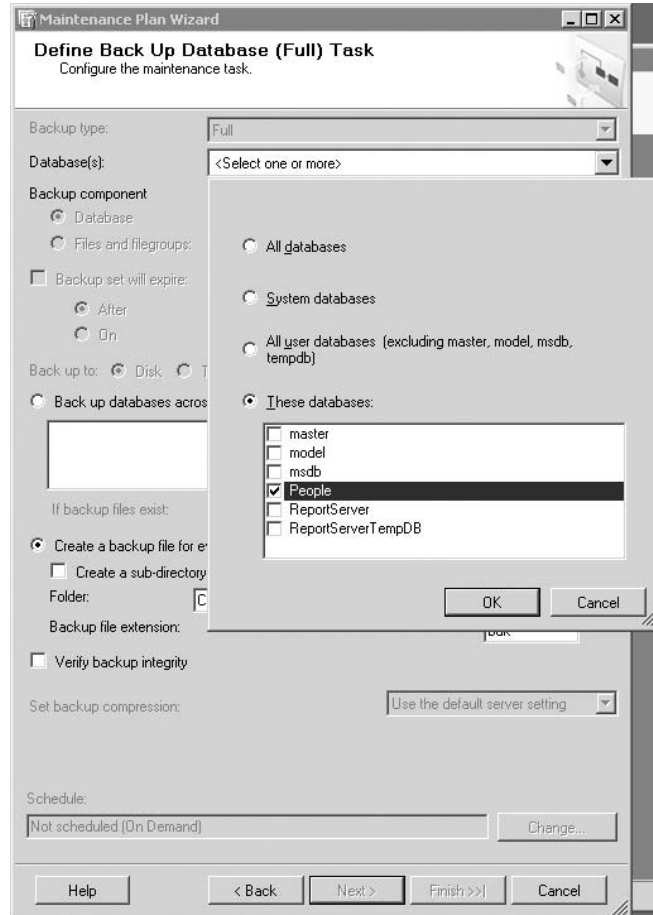 Maintenance Plan Wizard
Define Back Up Database (Full) Task
Configure the maintenance task.
Backup type:
Full
Database(s):
<Select one or more>
Backup component
Database
Files and filegroups:
Backup set will expire:
After
On
Back up to:
Disk
T
Back up databases acros
If backup files exist:
Create a backup file for e
Create a sub-directory
Folder:
C
Backup file extension:
bak
Verify backup integrity
Set backup compression:
Use the default server setting
All databases
System databases
All user databases (excluding master, model, msdb,
tempdb)
These databases:
master
model
msdb
People
ReportServer
ReportServerTempDB
OK
Cancel
Schedule:
Not scheduled (On Demand)
Change...
Help
< Back
Next >
Finish >>|
Cancel